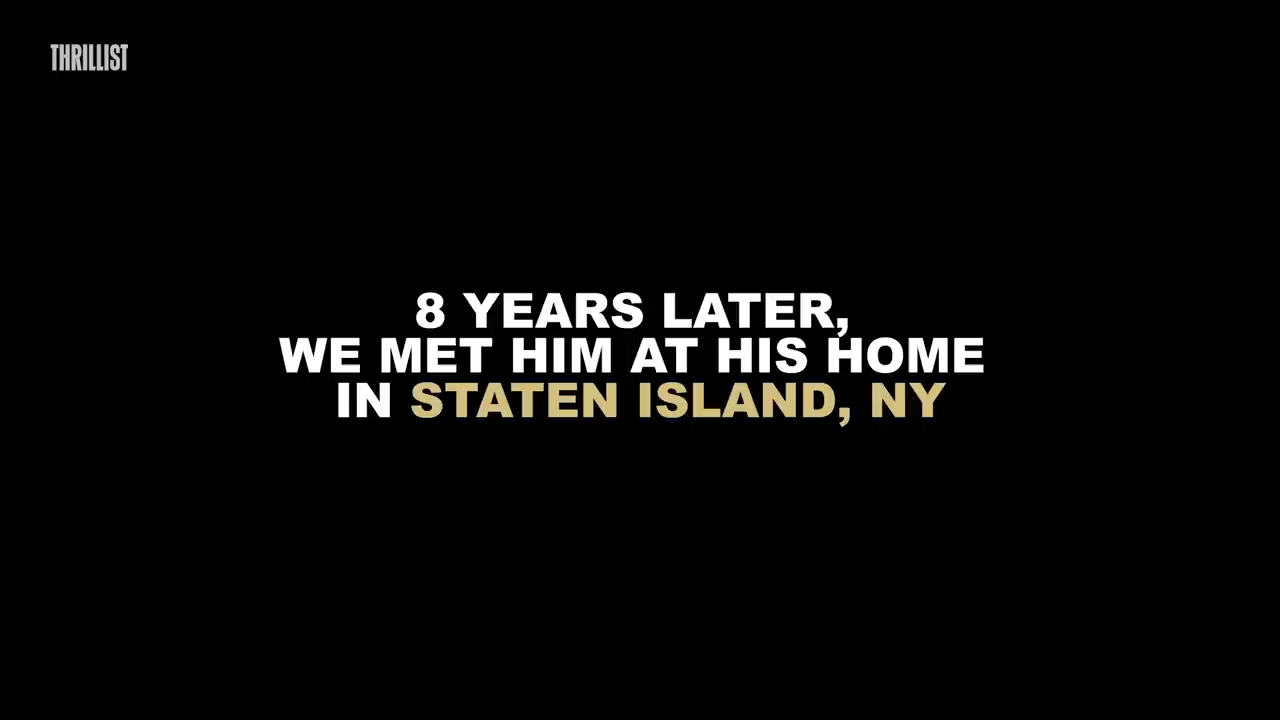 THRILLIST
8 YEARS LATER,
WE MET HIM AT HIS HOME
IN STATEN ISLAND, NY